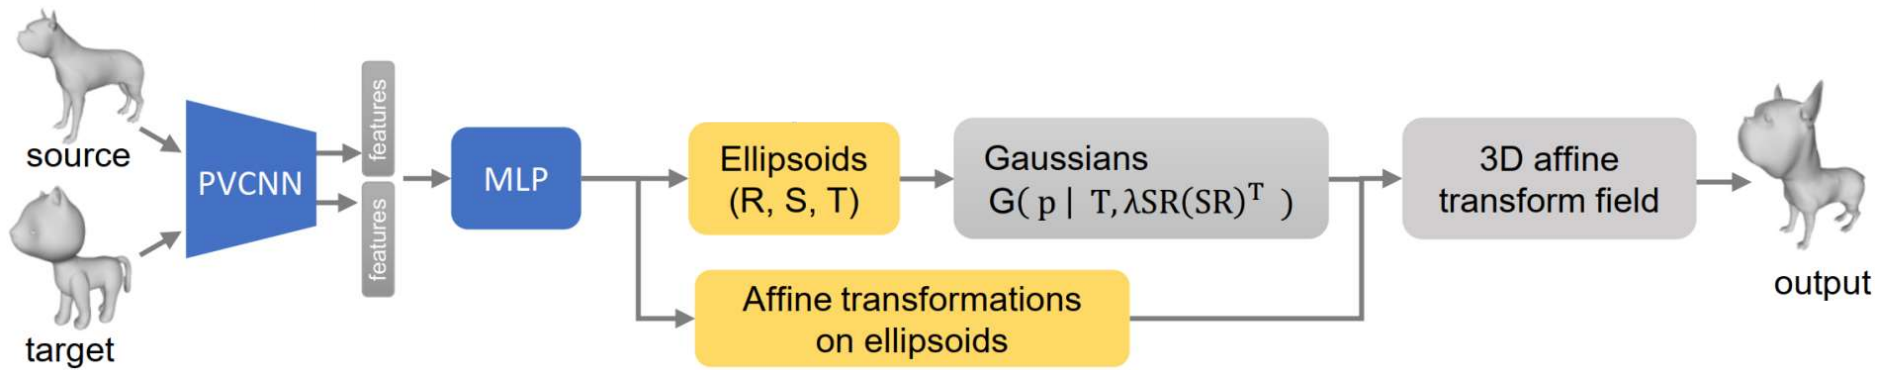 source
target
PVCNN
features
features
MLP
Ellipsoids
(R, S, T)
Gaussians
G( p | T, λSR(SR)ᵀ )
Affine transformations
on ellipsoids
3D affine
transform field
output